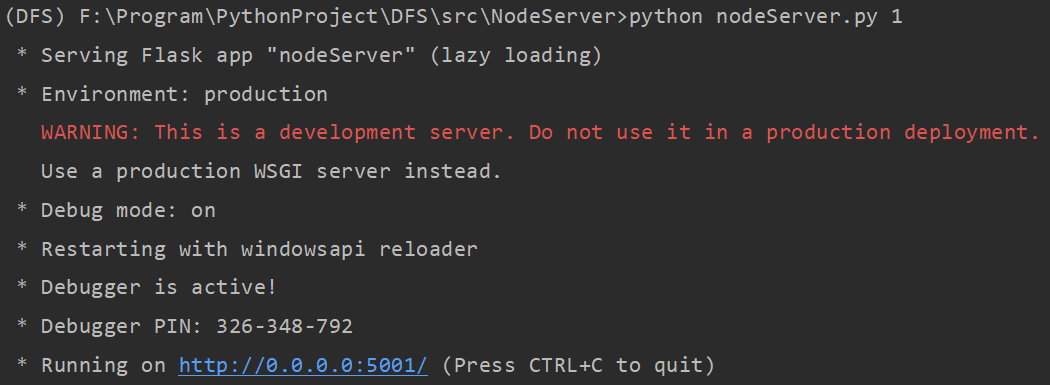 (DFS) F:\Program\PythonProject\DFS\src\NodeServer>python nodeServer.py 1
* Serving Flask app "nodeServer" (lazy loading)
* Environment: production
WARNING: This is a development server. Do not use it in a production deployment.
Use a production WSGI server instead.
* Debug mode: on
* Restarting with windowsapi reloader
* Debugger is active!
* Debugger PIN: 326-348-792
* Running on http://0.0.0.0:5001/ (Press CTRL+C to quit)